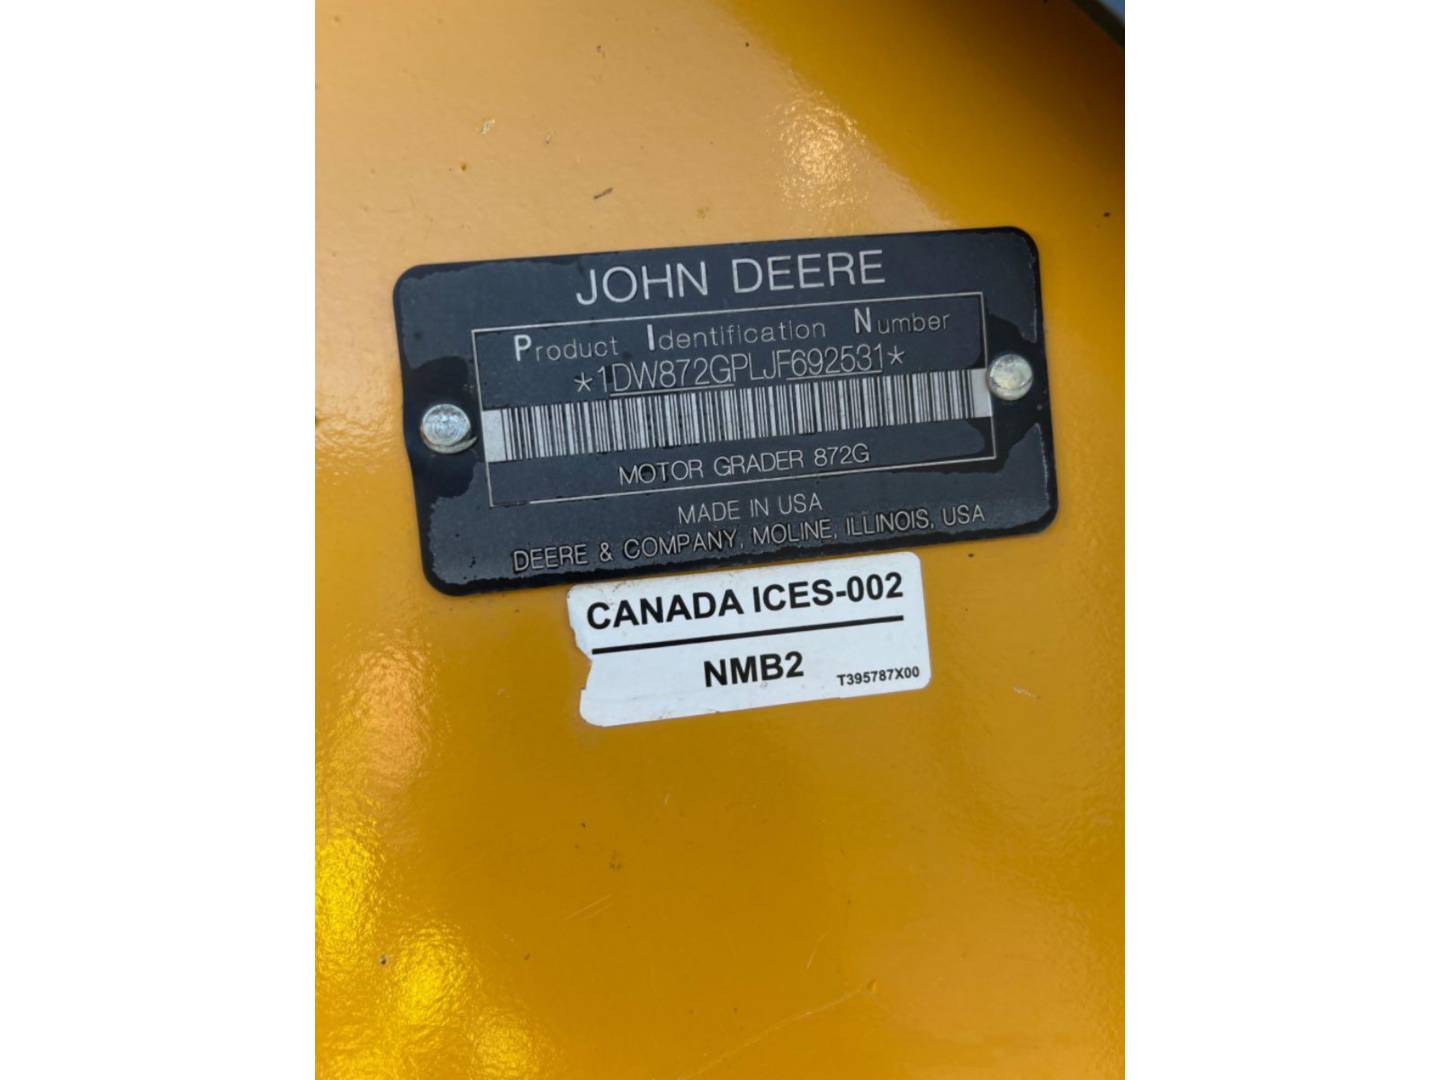 JOHN DEERE
Product Identification Number
*1DW872GPLJF692531*
MOTOR GRADER 872G
MADE IN USA
DEERE & COMPANY, MOLINE, ILLINOIS, USA
CANADA ICES-002
NMB2
T395787X00